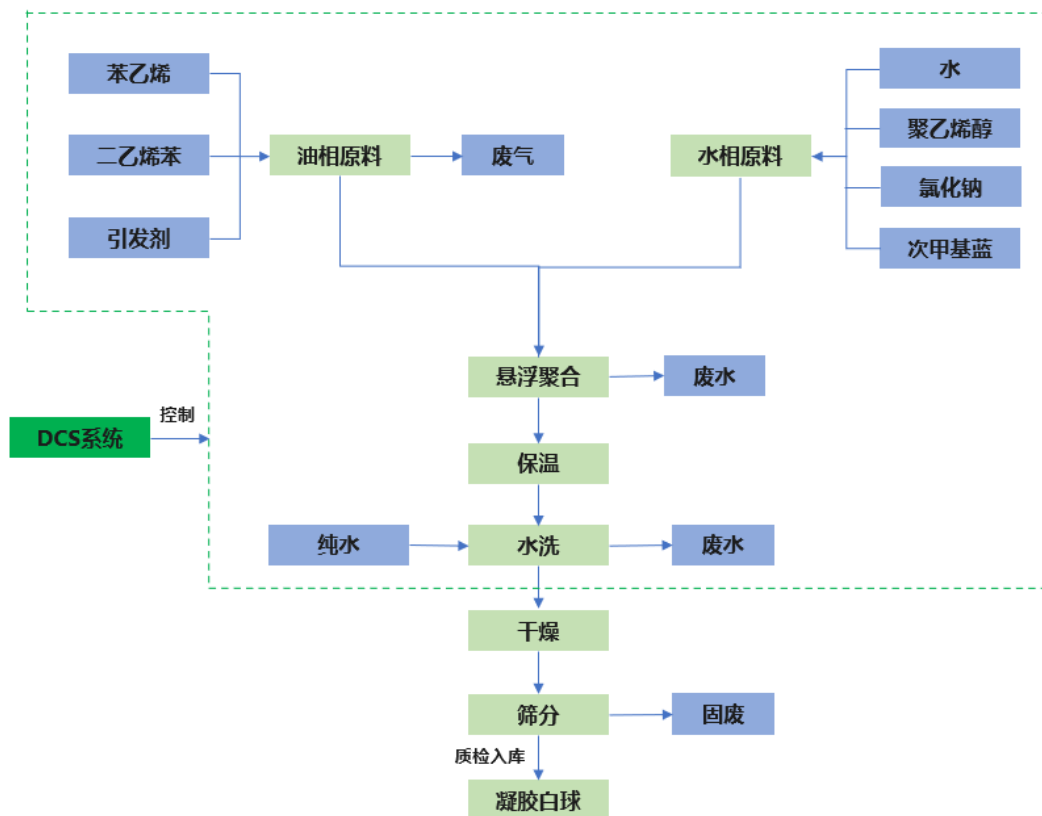 苯乙烯
水
聚乙烯醇
二乙烯苯
油相原料
废气
水相原料
氯化钠
引发剂
次甲基蓝
悬浮聚合
废水
控制
DCS系统
保温
纯水
水洗
废水
干燥
筛分
固废
质检入库
凝胶白球